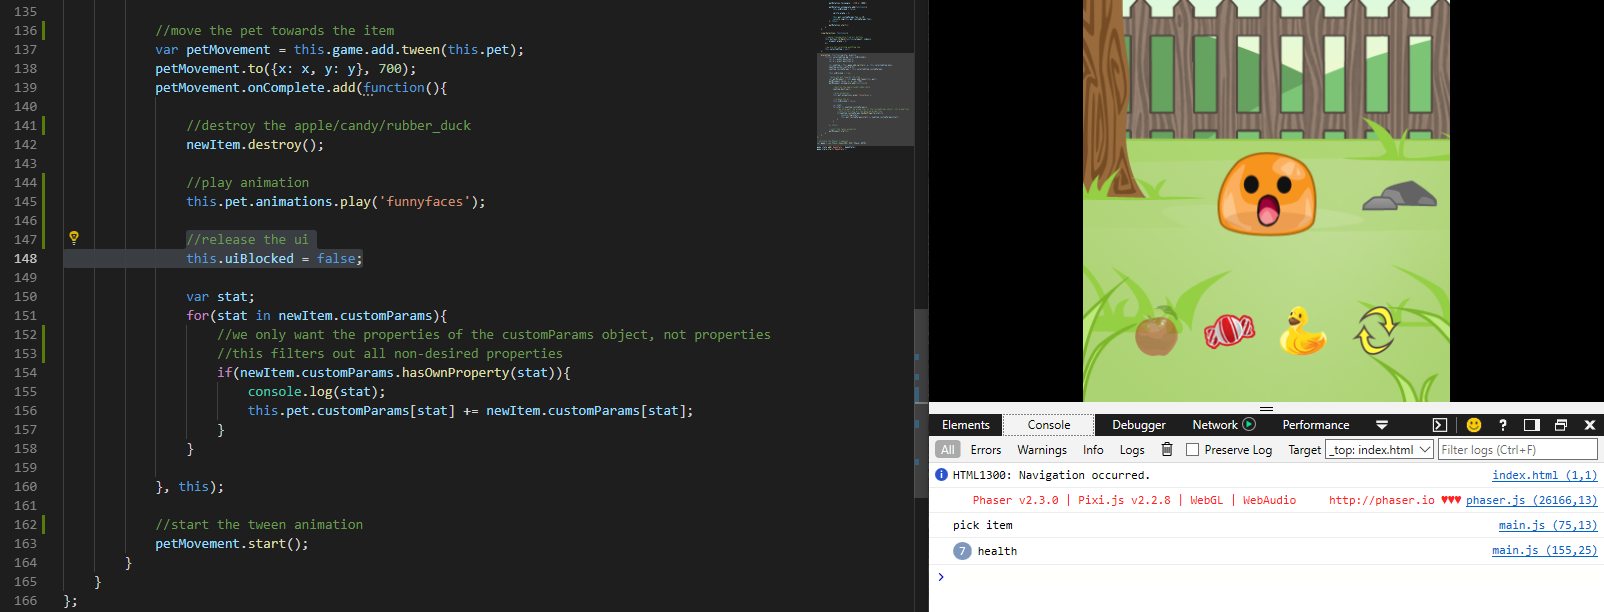 135
136 //move the pet towards the item
137 var petMovement = this.game.add.tween(this.pet);
138 petMovement.to({x: x, y: y}, 700);
139 petMovement.onComplete.add(function(){
140
141 //destroy the apple/candy/rubber_duck
142 newItem.destroy();
143
144 //play animation
145 this.pet.animations.play('funnyfaces');
146
147 //release the ui
148 this.uiBlocked = false;
149
150 var stat;
151 for(stat in newItem.customParams){
152 //we only want the properties of the customParams object, not properties
153 //this filters out all non-desired properties
154 if(newItem.customParams.hasOwnProperty(stat)){
155 console.log(stat);
156 this.pet.customParams[stat] += newItem.customParams[stat];
157 }
158 }
159
160 }, this);
161
162 //start the tween animation
163 petMovement.start();
164 }
165 }
166 };
Elements Console Debugger Network Performance
All Errors Warnings Info Logs Preserve Log Target _top: index.html Filter logs (Ctrl+F)
HTML1300: Navigation occurred. index.html (1,1)
Phaser v2.3.0 | Pixi.js v2.2.8 | WebGL | WebAudio http://phaser.io ♥♥♥ phaser.js (26166,13)
pick item main.js (75,13)
7 health main.js (155,25)
>